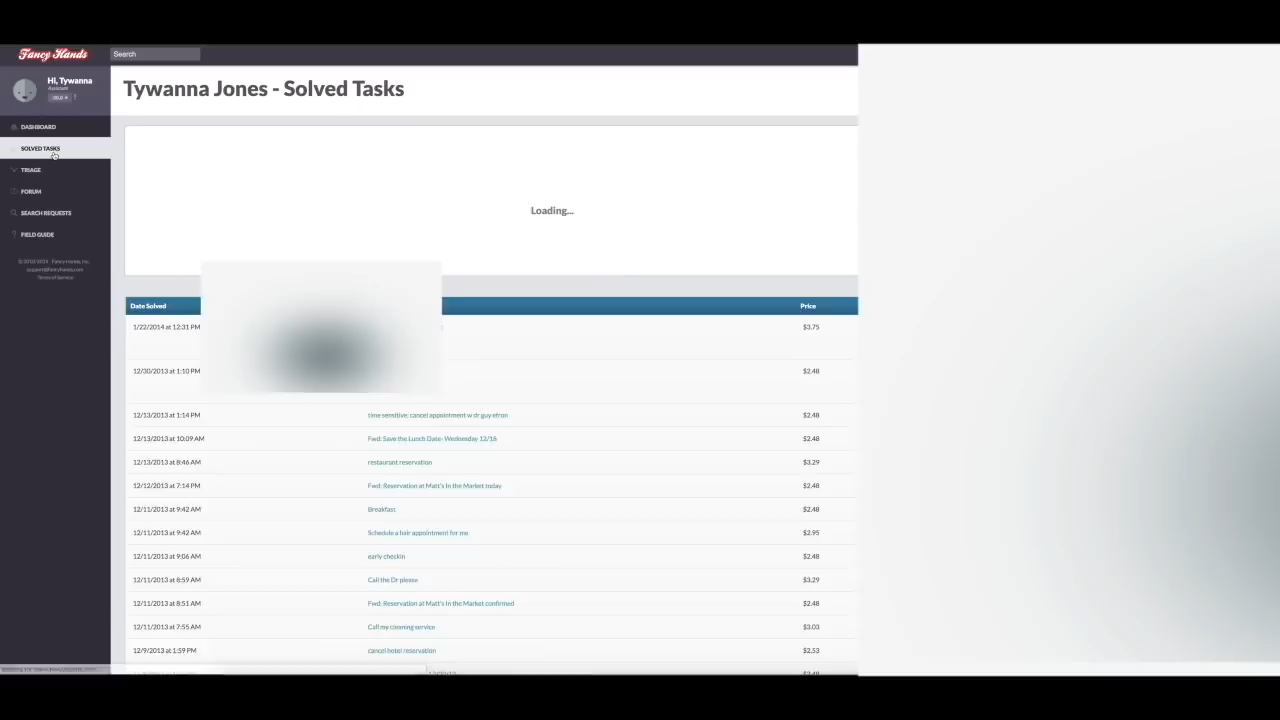 Fancy Hands
Search
Hi, Tywanna
Assistant
DASHBOARD
SOLVED TASKS
TRIAGE
FORUM
SEARCH REQUESTS
FIELD GUIDE
support@fancyhands.com
Terms of Service
Tywanna Jones - Solved Tasks
Loading...
Date Solved Price
1/22/2014 at 12:31 PM $3.75
12/30/2013 at 1:10 PM $2.48
12/13/2013 at 1:14 PM time sensitive; cancel appointment w dr guy efron $2.48
12/13/2013 at 10:09 AM Fwd: Save the Lunch Date- Wednesday 12/18 $2.48
12/13/2013 at 8:46 AM restaurant reservation $3.29
12/12/2013 at 7:14 PM Fwd: Reservation at Matt's In the Market today $2.48
12/11/2013 at 9:42 AM Breakfast $2.48
12/11/2013 at 9:42 AM Schedule a hair appointment for me $2.95
12/11/2013 at 9:06 AM early checkin $2.48
12/11/2013 at 8:59 AM Call the Dr please $3.29
12/11/2013 at 8:51 AM Fwd: Reservation at Matt's In the Market confirmed $2.48
12/11/2013 at 7:55 AM Call my cleaning service $3.03
12/9/2013 at 1:59 PM cancel hotel reservation $2.53